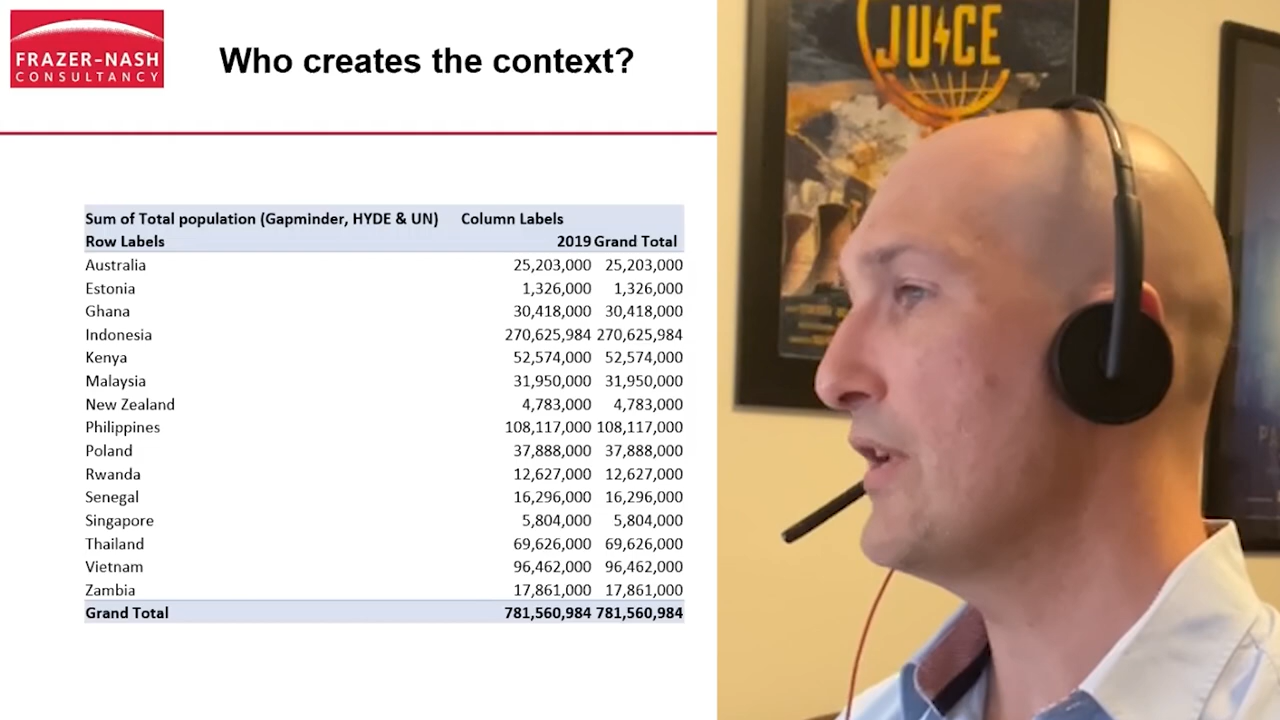 FRAZER-NASH
CONSULTANCY
Who creates the context?
Sum of Total population (Gapminder, HYDE & UN) Column Labels
Row Labels 2019 Grand Total
Australia 25,203,000 25,203,000
Estonia 1,326,000 1,326,000
Ghana 30,418,000 30,418,000
Indonesia 270,625,984 270,625,984
Kenya 52,574,000 52,574,000
Malaysia 31,950,000 31,950,000
New Zealand 4,783,000 4,783,000
Philippines 108,117,000 108,117,000
Poland 37,888,000 37,888,000
Rwanda 12,627,000 12,627,000
Senegal 16,296,000 16,296,000
Singapore 5,804,000 5,804,000
Thailand 69,626,000 69,626,000
Vietnam 96,462,000 96,462,000
Zambia 17,861,000 17,861,000
Grand Total 781,560,984 781,560,984
JUICE